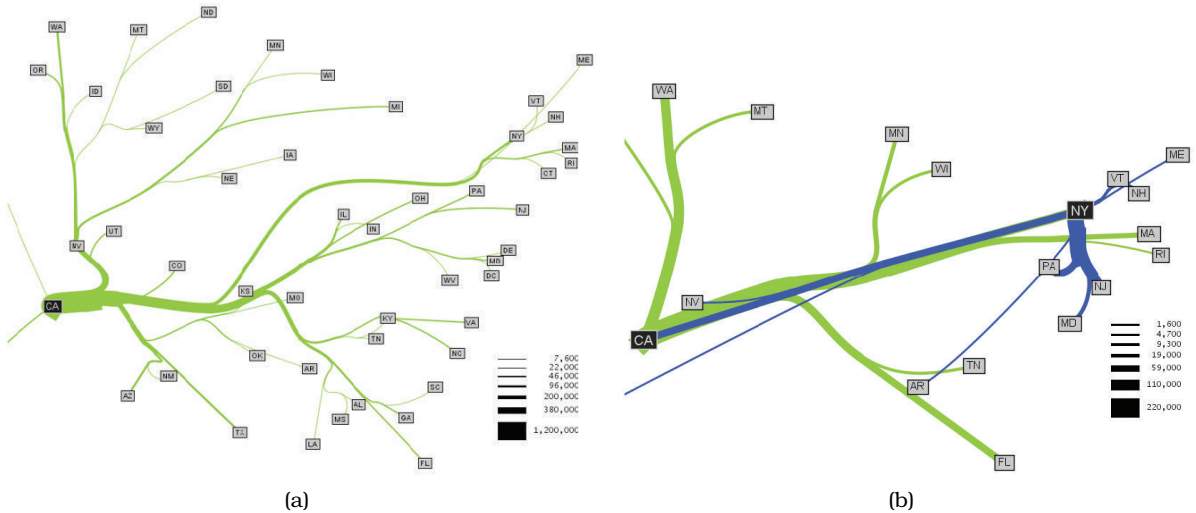 ND
WA
MT
MN
OR
WI
ME
ID
SD
MI
VT
WY
NH
NY
MA
IA
RI
CT
NE
PA
OH
IL
NJ
IN
UT
NV
DE
MD
CO
WV
DC
KS
MO
CA
KY
VA
TN
NC
OK
AR
NM
AZ
SC
AL
GA
MS
TX
LA
FL
7,600
22,000
46,000
96,000
200,000
380,000
1,200,000
(a)
WA
MT
MN
ME
WI
VT
NH
NY
MA
RI
PA
NJ
NV
MD
CA
TN
AR
FL
1,600
4,700
9,300
19,000
59,000
110,000
220,000
(b)